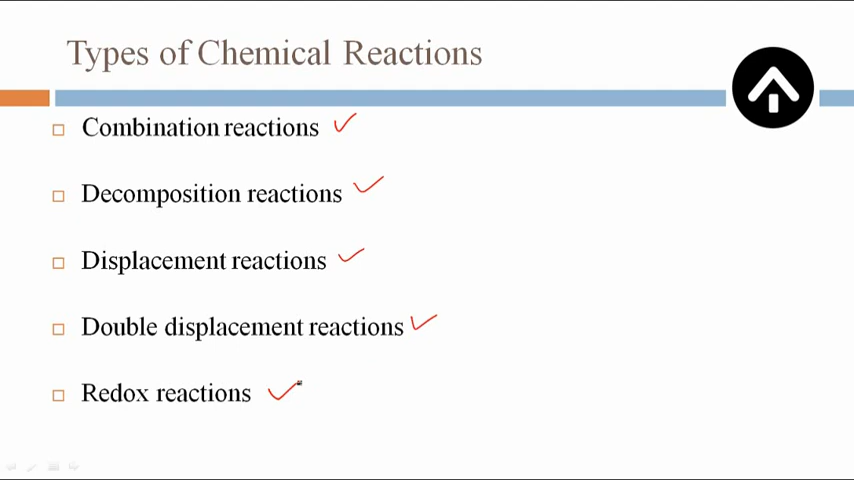 Types of Chemical Reactions
Combination reactions
Decomposition reactions
Displacement reactions
Double displacement reactions
Redox reactions